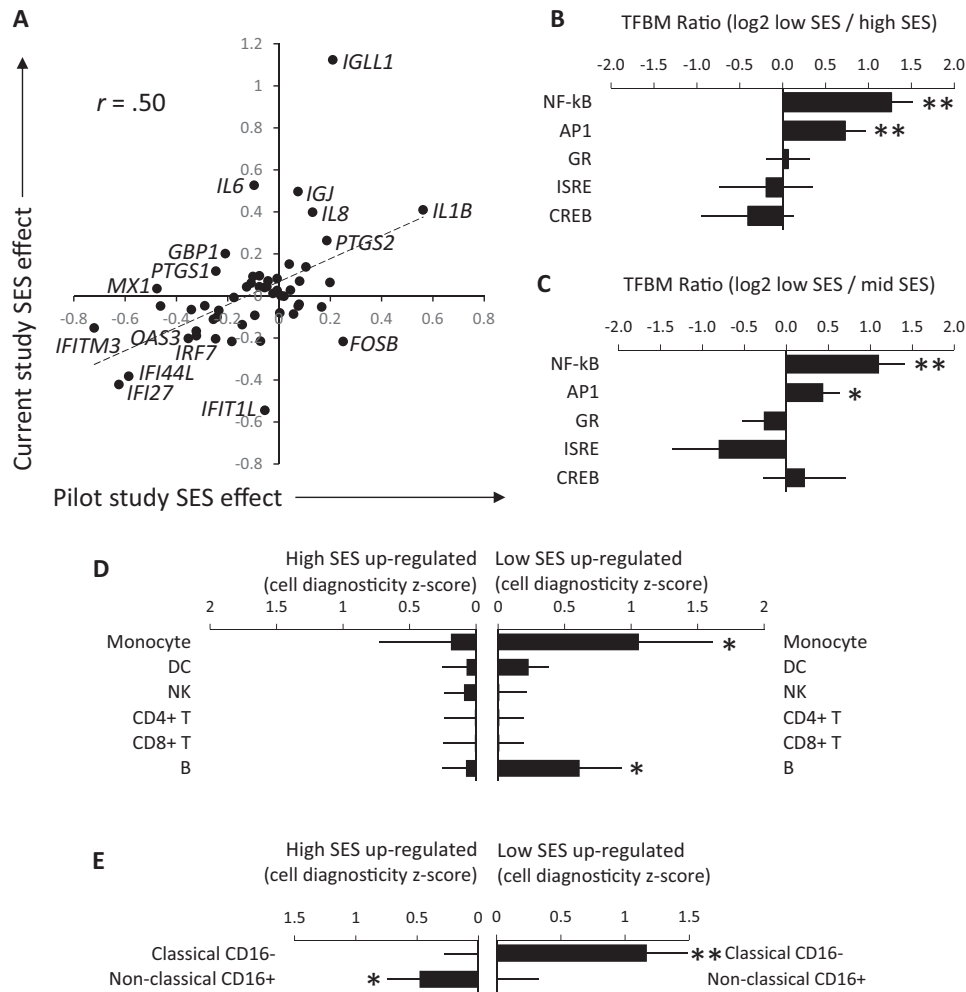 A
Current study SES effect
r = .50
1.2
1
0.8
0.6
0.4
0.2
0
-0.2
-0.4
-0.6
-0.8
-0.8 -0.6 -0.4 -0.2 0 0.2 0.4 0.6 0.8
IGLL1
IL6
IGJ
IL8
IL1B
PTGS2
GBP1
PTGS1
MX1
IFITM3
OAS3
IRF7
FOSB
IFI44L
IFI27
IFIT1L
Pilot study SES effect
B
TFBM Ratio (log2 low SES / high SES)
-2.0 -1.5 -1.0 -0.5 0.0 0.5 1.0 1.5 2.0
NF-kB **
AP1 **
GR
ISRE
CREB
C
TFBM Ratio (log2 low SES / mid SES)
-2.0 -1.5 -1.0 -0.5 0.0 0.5 1.0 1.5 2.0
NF-kB **
AP1 *
GR
ISRE
CREB
D
High SES up-regulated
(cell diagnosticity z-score)
Low SES up-regulated
(cell diagnosticity z-score)
2 1.5 1 0.5 0 0 0.5 1 1.5 2
Monocyte * Monocyte
DC DC
NK NK
CD4+ T CD4+ T
CD8+ T CD8+ T
B * B
E
High SES up-regulated
(cell diagnosticity z-score)
Low SES up-regulated
(cell diagnosticity z-score)
1.5 1 0.5 0 0 0.5 1 1.5
Classical CD16- ** Classical CD16-
Non-classical CD16+ * Non-classical CD16+